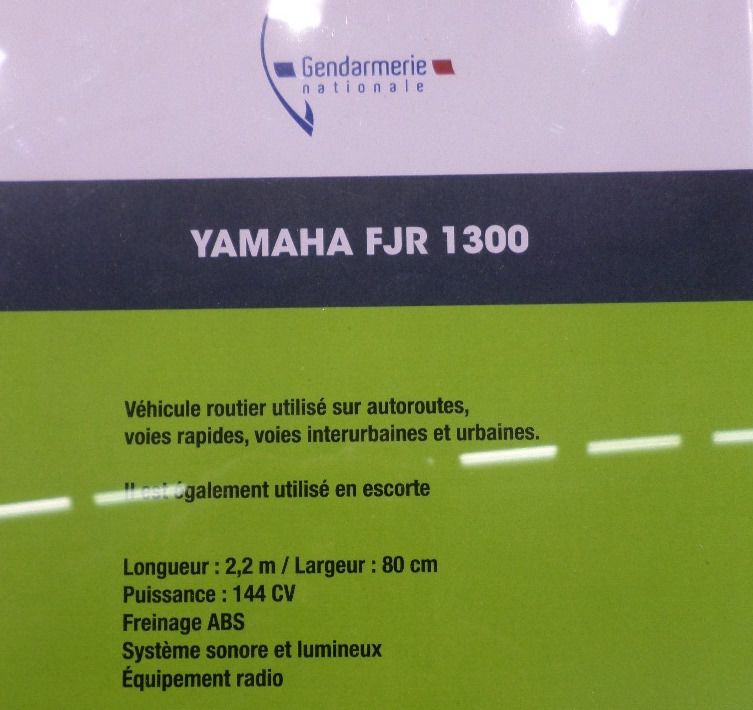 Gendarmerie
nationale
YAMAHA FJR 1300
Véhicule routier utilisé sur autoroutes,
voies rapides, voies interurbaines et urbaines.
Il est également utilisé en escorte
Longueur : 2,2 m / Largeur : 80 cm
Puissance : 144 CV
Freinage ABS
Système sonore et lumineux
Équipement radio